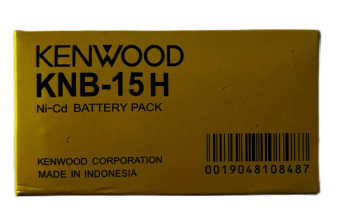 KENWOOD
KNB-15H
Ni-Cd BATTERY PACK
KENWOOD CORPORATION
MADE IN INDONESIA
0019048108487